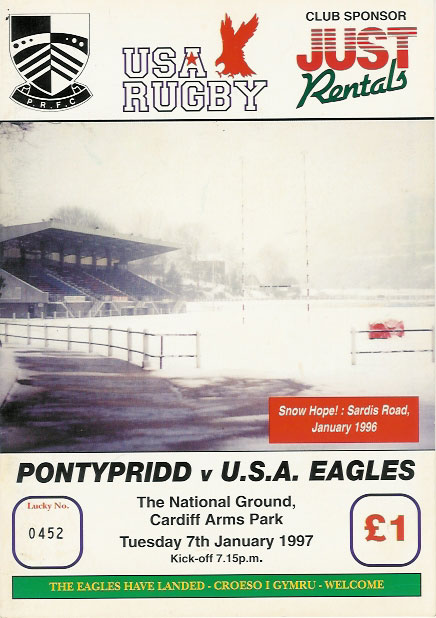 P.R.F.C
USA
RUGBY
CLUB SPONSOR
JUST
Rentals
Snow Hope! : Sardis Road,
January 1996
PONTYPRIDD v U.S.A. EAGLES
Lucky No.
0452
The National Ground,
Cardiff Arms Park
Tuesday 7th January 1997
Kick-off 7.15p.m.
£1
THE EAGLES HAVE LANDED - CROESO I GYMRU - WELCOME